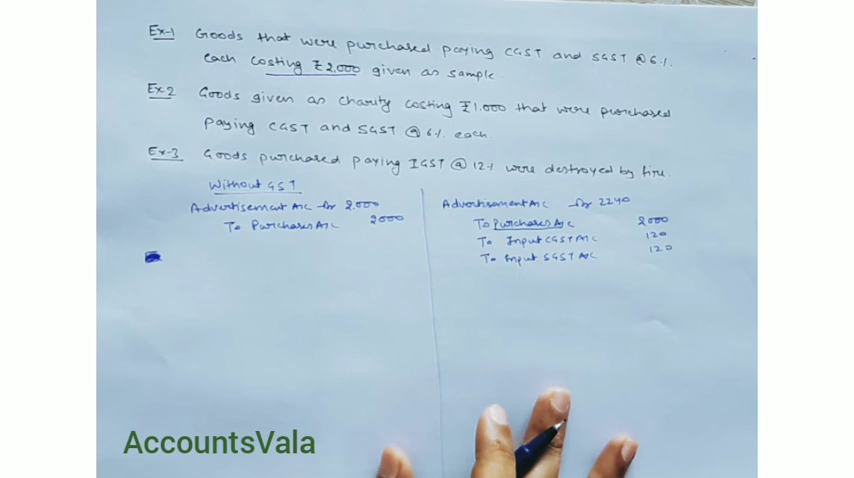 Ex-1 Goods that were purchased paying CGST and SGST @ 6%.
each costing ₹2,000 given as sample.
Ex-2 Goods given as charity costing ₹1,000 that were purchased
paying CGST and SGST @ 6%. each.
Ex-3 Goods purchased paying IGST @ 12% were destroyed by fire.
Without GST
Advertisement A/c Dr 2,000
To Purchases A/c 2000
Advertisement A/c Dr 2240
To Purchases A/c 2000
To Input CGST A/c 120
To Input SGST A/c 120
AccountsVala